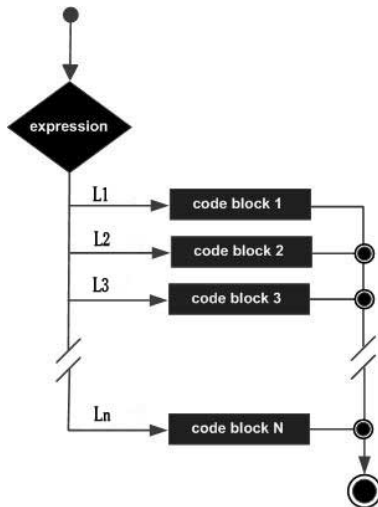 expression
L1
code block 1
L2
code block 2
L3
code block 3
Ln
code block N